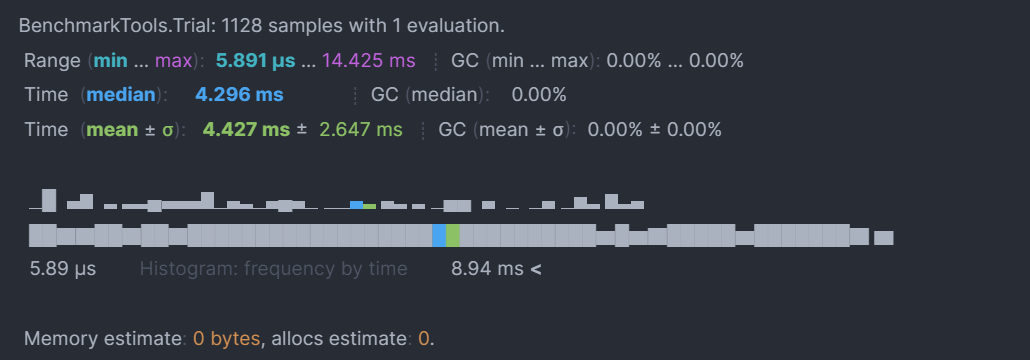 BenchmarkTools.Trial: 1128 samples with 1 evaluation.
Range (min … max): 5.891 μs … 14.425 ms ┊ GC (min … max): 0.00% … 0.00%
Time (median): 4.296 ms ┊ GC (median): 0.00%
Time (mean ± σ): 4.427 ms ± 2.647 ms ┊ GC (mean ± σ): 0.00% ± 0.00%
5.89 μs Histogram: frequency by time 8.94 ms <
Memory estimate: 0 bytes, allocs estimate: 0.